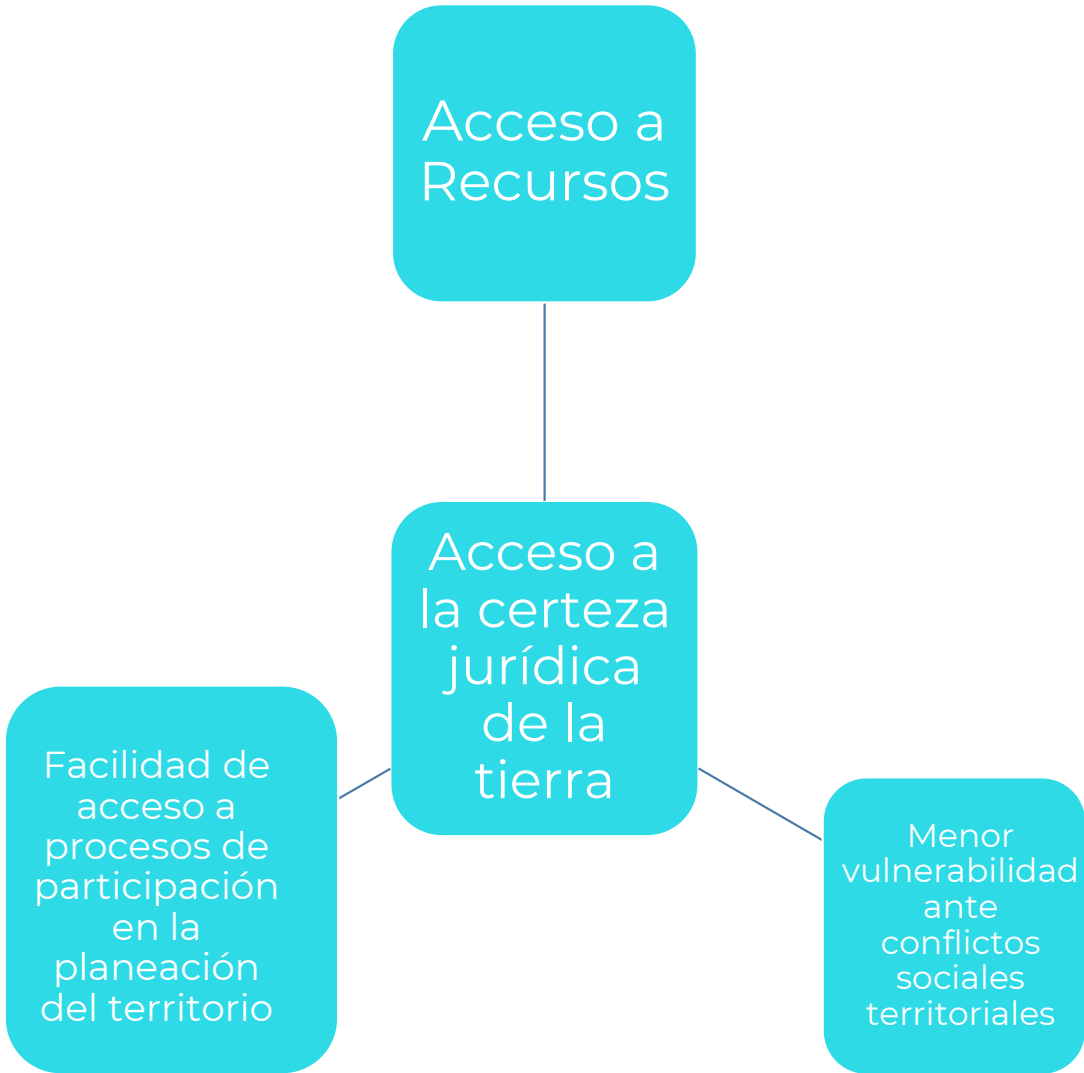 Acceso a
Recursos
Acceso a
la certeza
jurídica
de la
tierra
Facilidad de
acceso a
procesos de
participación
en la
planeación
del territorio
Menor
vulnerabilidad
ante
conflictos
sociales
territoriales